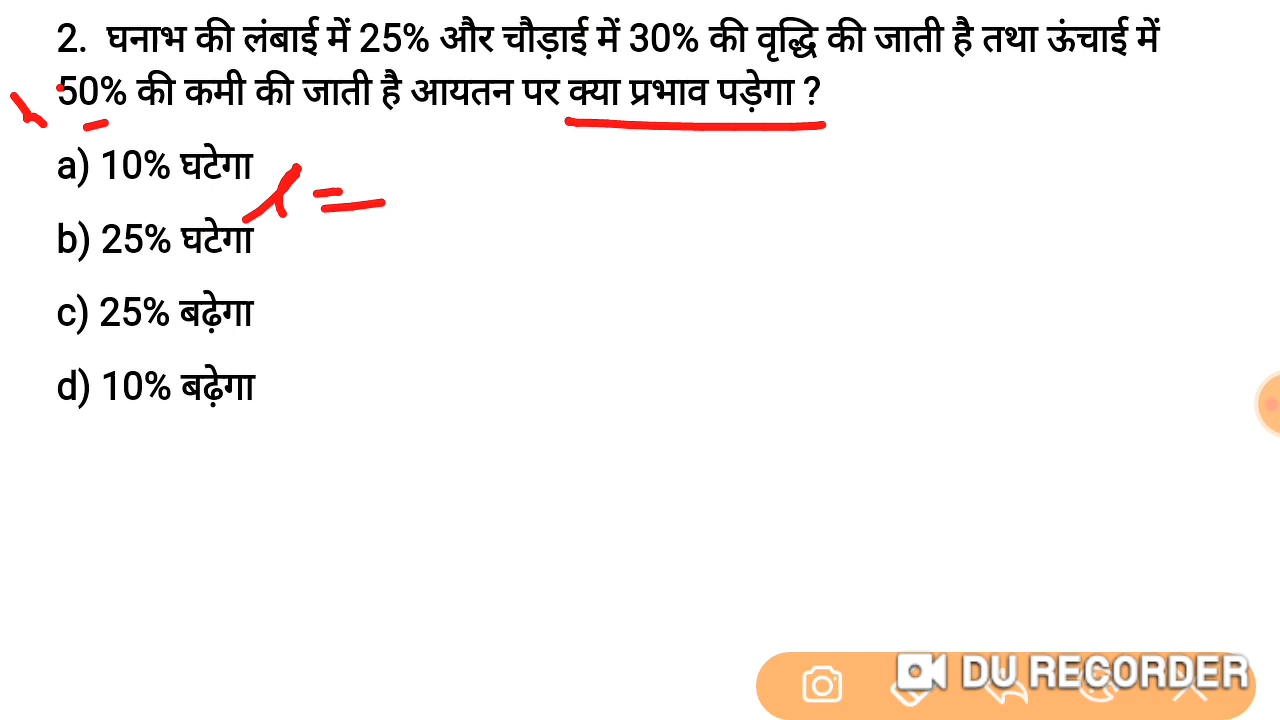 2. घनाभ की लंबाई में 25% और चौड़ाई में 30% की वृद्धि की जाती है तथा ऊंचाई में
50% की कमी की जाती है आयतन पर क्या प्रभाव पड़ेगा ?
a) 10% घटेगा
l =
b) 25% घटेगा
c) 25% बढ़ेगा
d) 10% बढ़ेगा
DU RECORDER